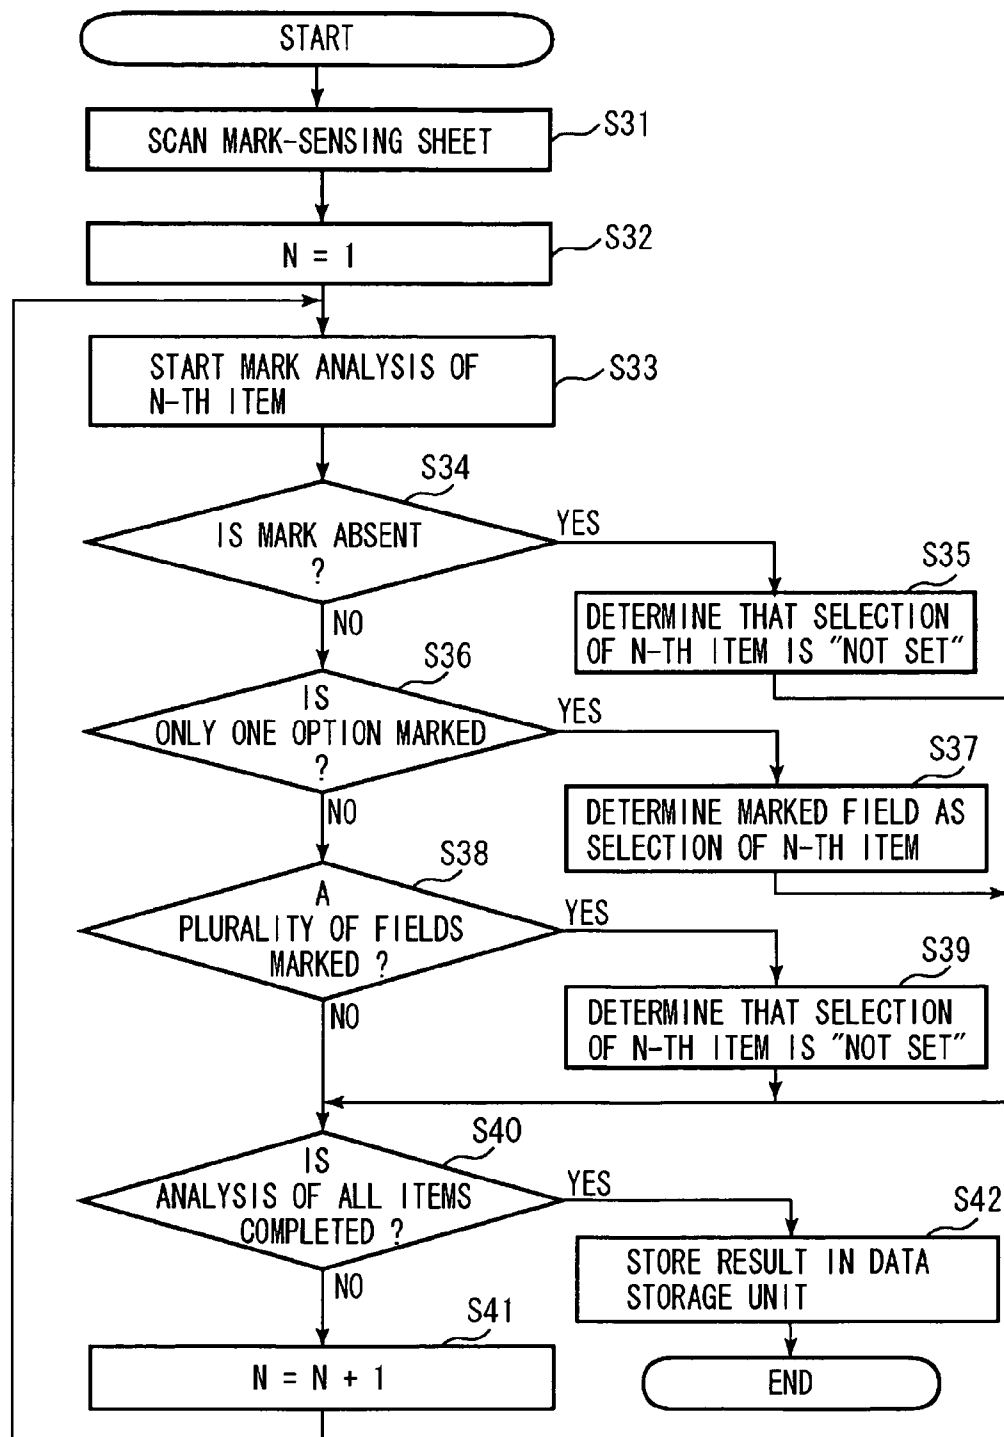 START
SCAN MARK-SENSING SHEET
S31
N = 1
S32
START MARK ANALYSIS OF
N-TH ITEM
S33
S34
IS MARK ABSENT
?
YES
NO
S35
DETERMINE THAT SELECTION
OF N-TH ITEM IS "NOT SET"
S36
IS
ONLY ONE OPTION MARKED
?
YES
NO
S37
DETERMINE MARKED FIELD AS
SELECTION OF N-TH ITEM
S38
A
PLURALITY OF FIELDS
MARKED ?
YES
NO
S39
DETERMINE THAT SELECTION
OF N-TH ITEM IS "NOT SET"
S40
IS
ANALYSIS OF ALL ITEMS
COMPLETED ?
YES
NO
S42
STORE RESULT IN DATA
STORAGE UNIT
S41
N = N + 1
END